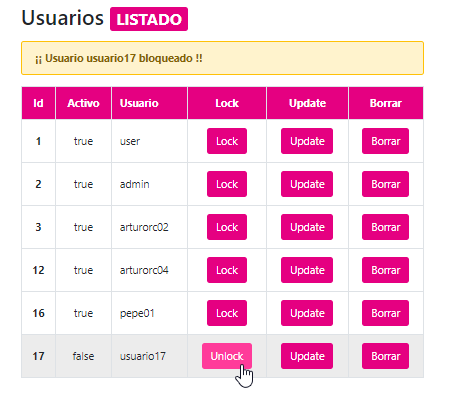 Usuarios LISTADO
¡¡ Usuario usuario17 bloqueado !!
Id Activo Usuario Lock Update Borrar
1 true user Lock Update Borrar
2 true admin Lock Update Borrar
3 true arturorc02 Lock Update Borrar
12 true arturorc04 Lock Update Borrar
16 true pepe01 Lock Update Borrar
17 false usuario17 Unlock Update Borrar